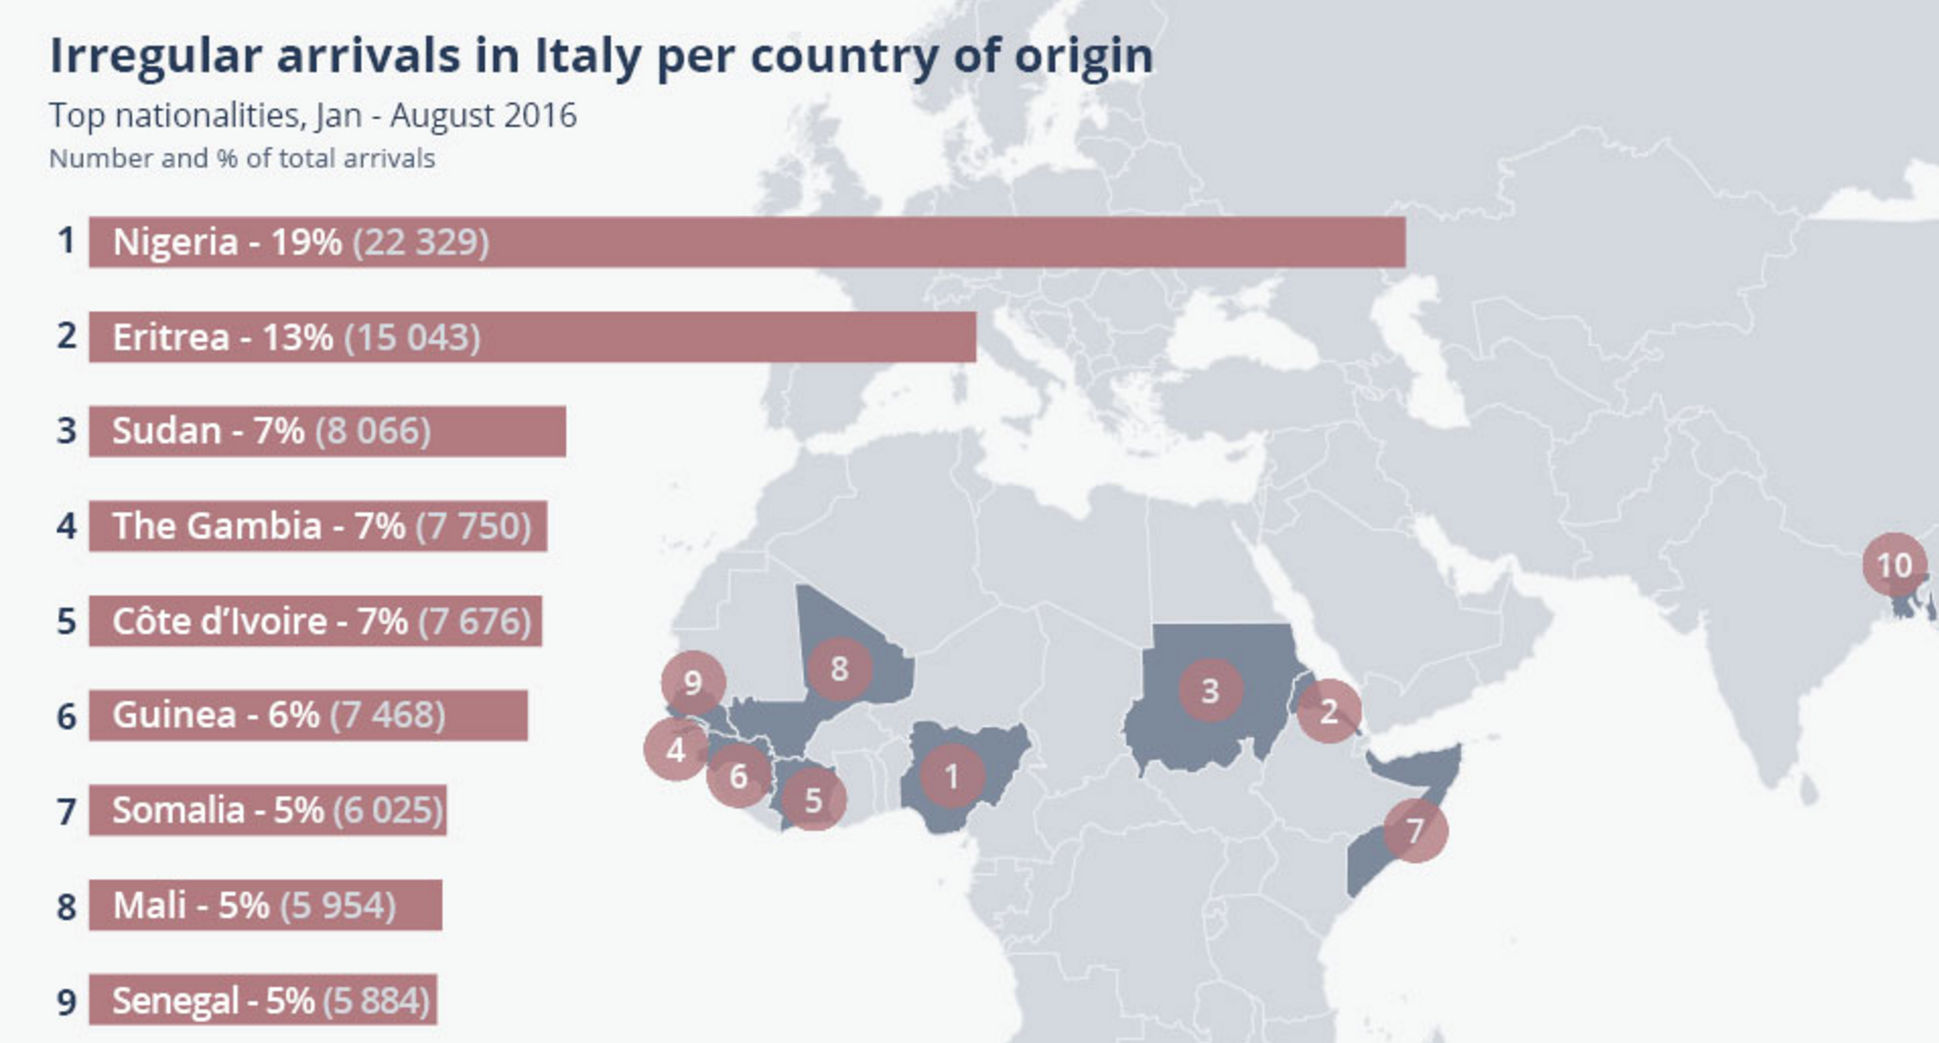 Irregular arrivals in Italy per country of origin
Top nationalities, Jan - August 2016
Number and % of total arrivals
1 Nigeria - 19% (22 329)
2 Eritrea - 13% (15 043)
3 Sudan - 7% (8 066)
4 The Gambia - 7% (7 750)
5 Côte d’Ivoire - 7% (7 676)
6 Guinea - 6% (7 468)
7 Somalia - 5% (6 025)
8 Mali - 5% (5 954)
9 Senegal - 5% (5 884)
10
8
9
3
2
4
6
5
1
7